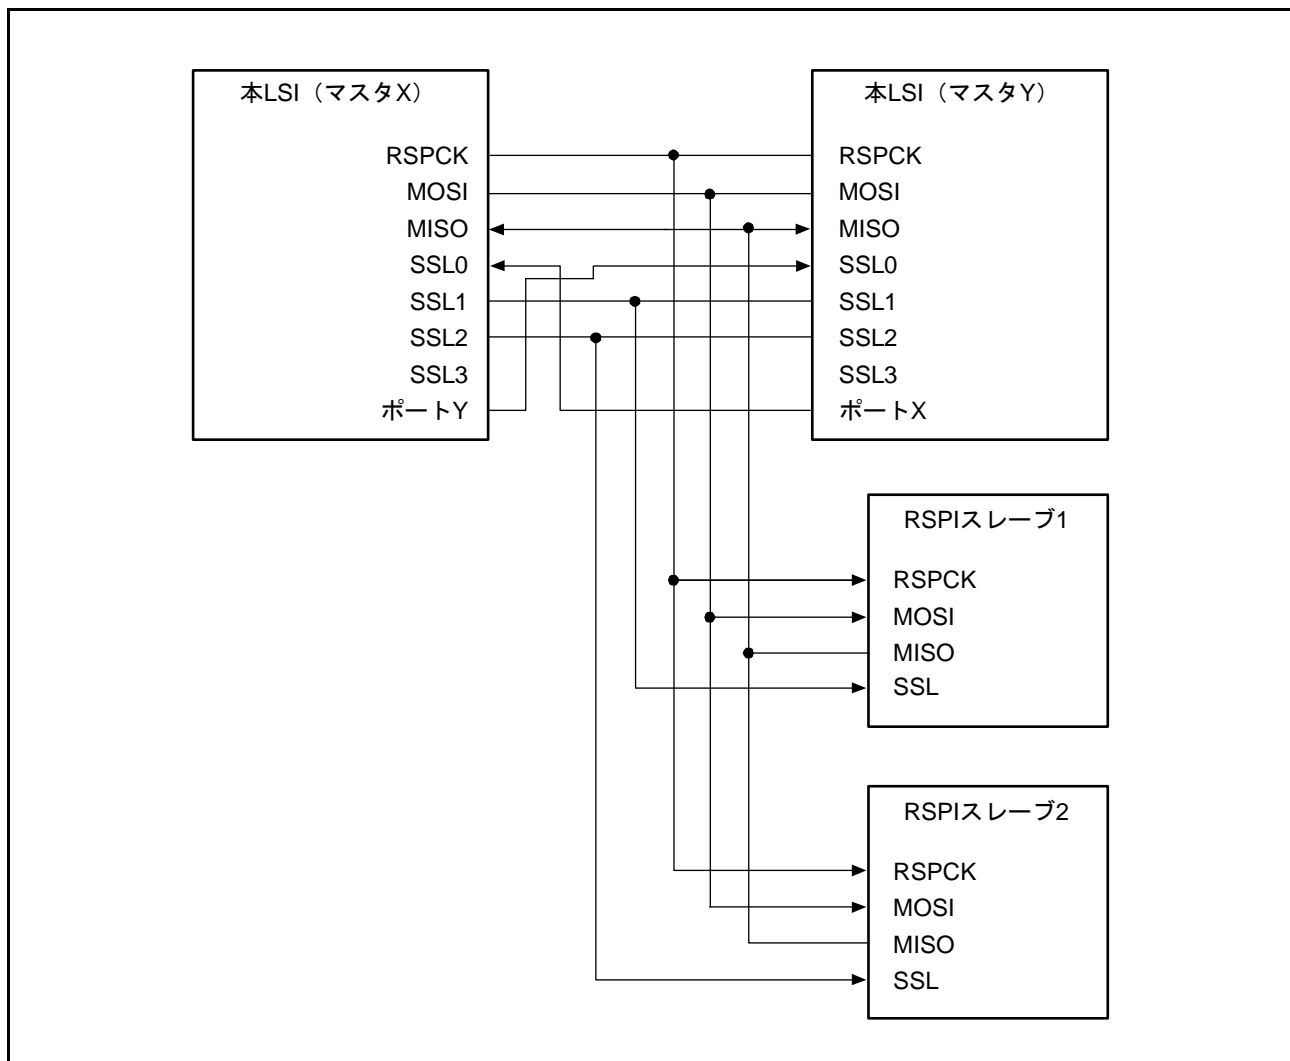 本LSI（マスタX）
RSPCK
MOSI
MISO
SSL0
SSL1
SSL2
SSL3
ポートY
本LSI（マスタY）
RSPCK
MOSI
MISO
SSL0
SSL1
SSL2
SSL3
ポートX
RSPIスレーブ1
RSPCK
MOSI
MISO
SSL
RSPIスレーブ2
RSPCK
MOSI
MISO
SSL